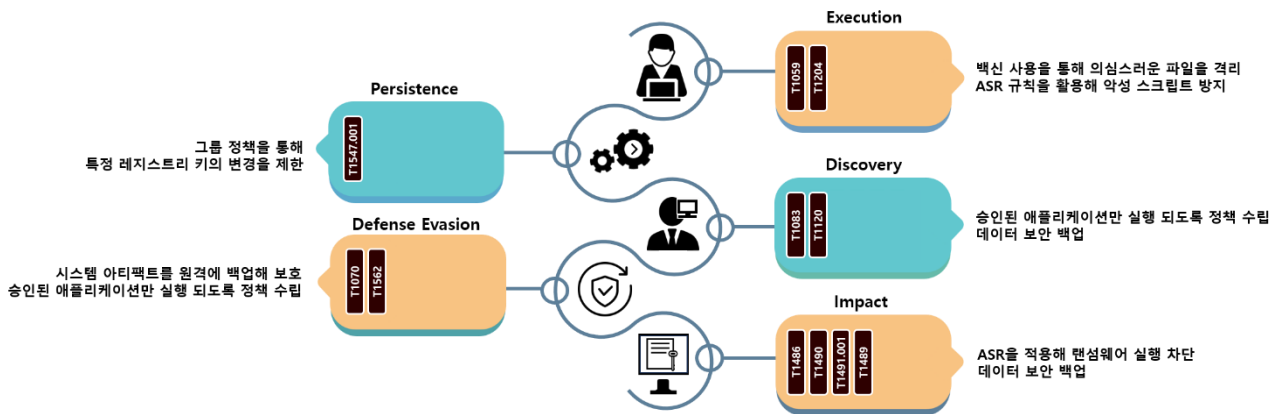 Execution
T1059
T1204
백신 사용을 통해 의심스러운 파일을 격리
ASR 규칙을 활용해 악성 스크립트 방지
Persistence
T1547.001
그룹 정책을 통해
특정 레지스트리 키의 변경을 제한
Discovery
T1083
T1120
승인된 애플리케이션만 실행 되도록 정책 수립
데이터 보안 백업
Defense Evasion
T1070
T1562
시스템 아티팩트를 원격에 백업해 보호
승인된 애플리케이션만 실행 되도록 정책 수립
Impact
T1486
T1490
T1491.001
T1489
ASR을 적용해 랜섬웨어 실행 차단
데이터 보안 백업